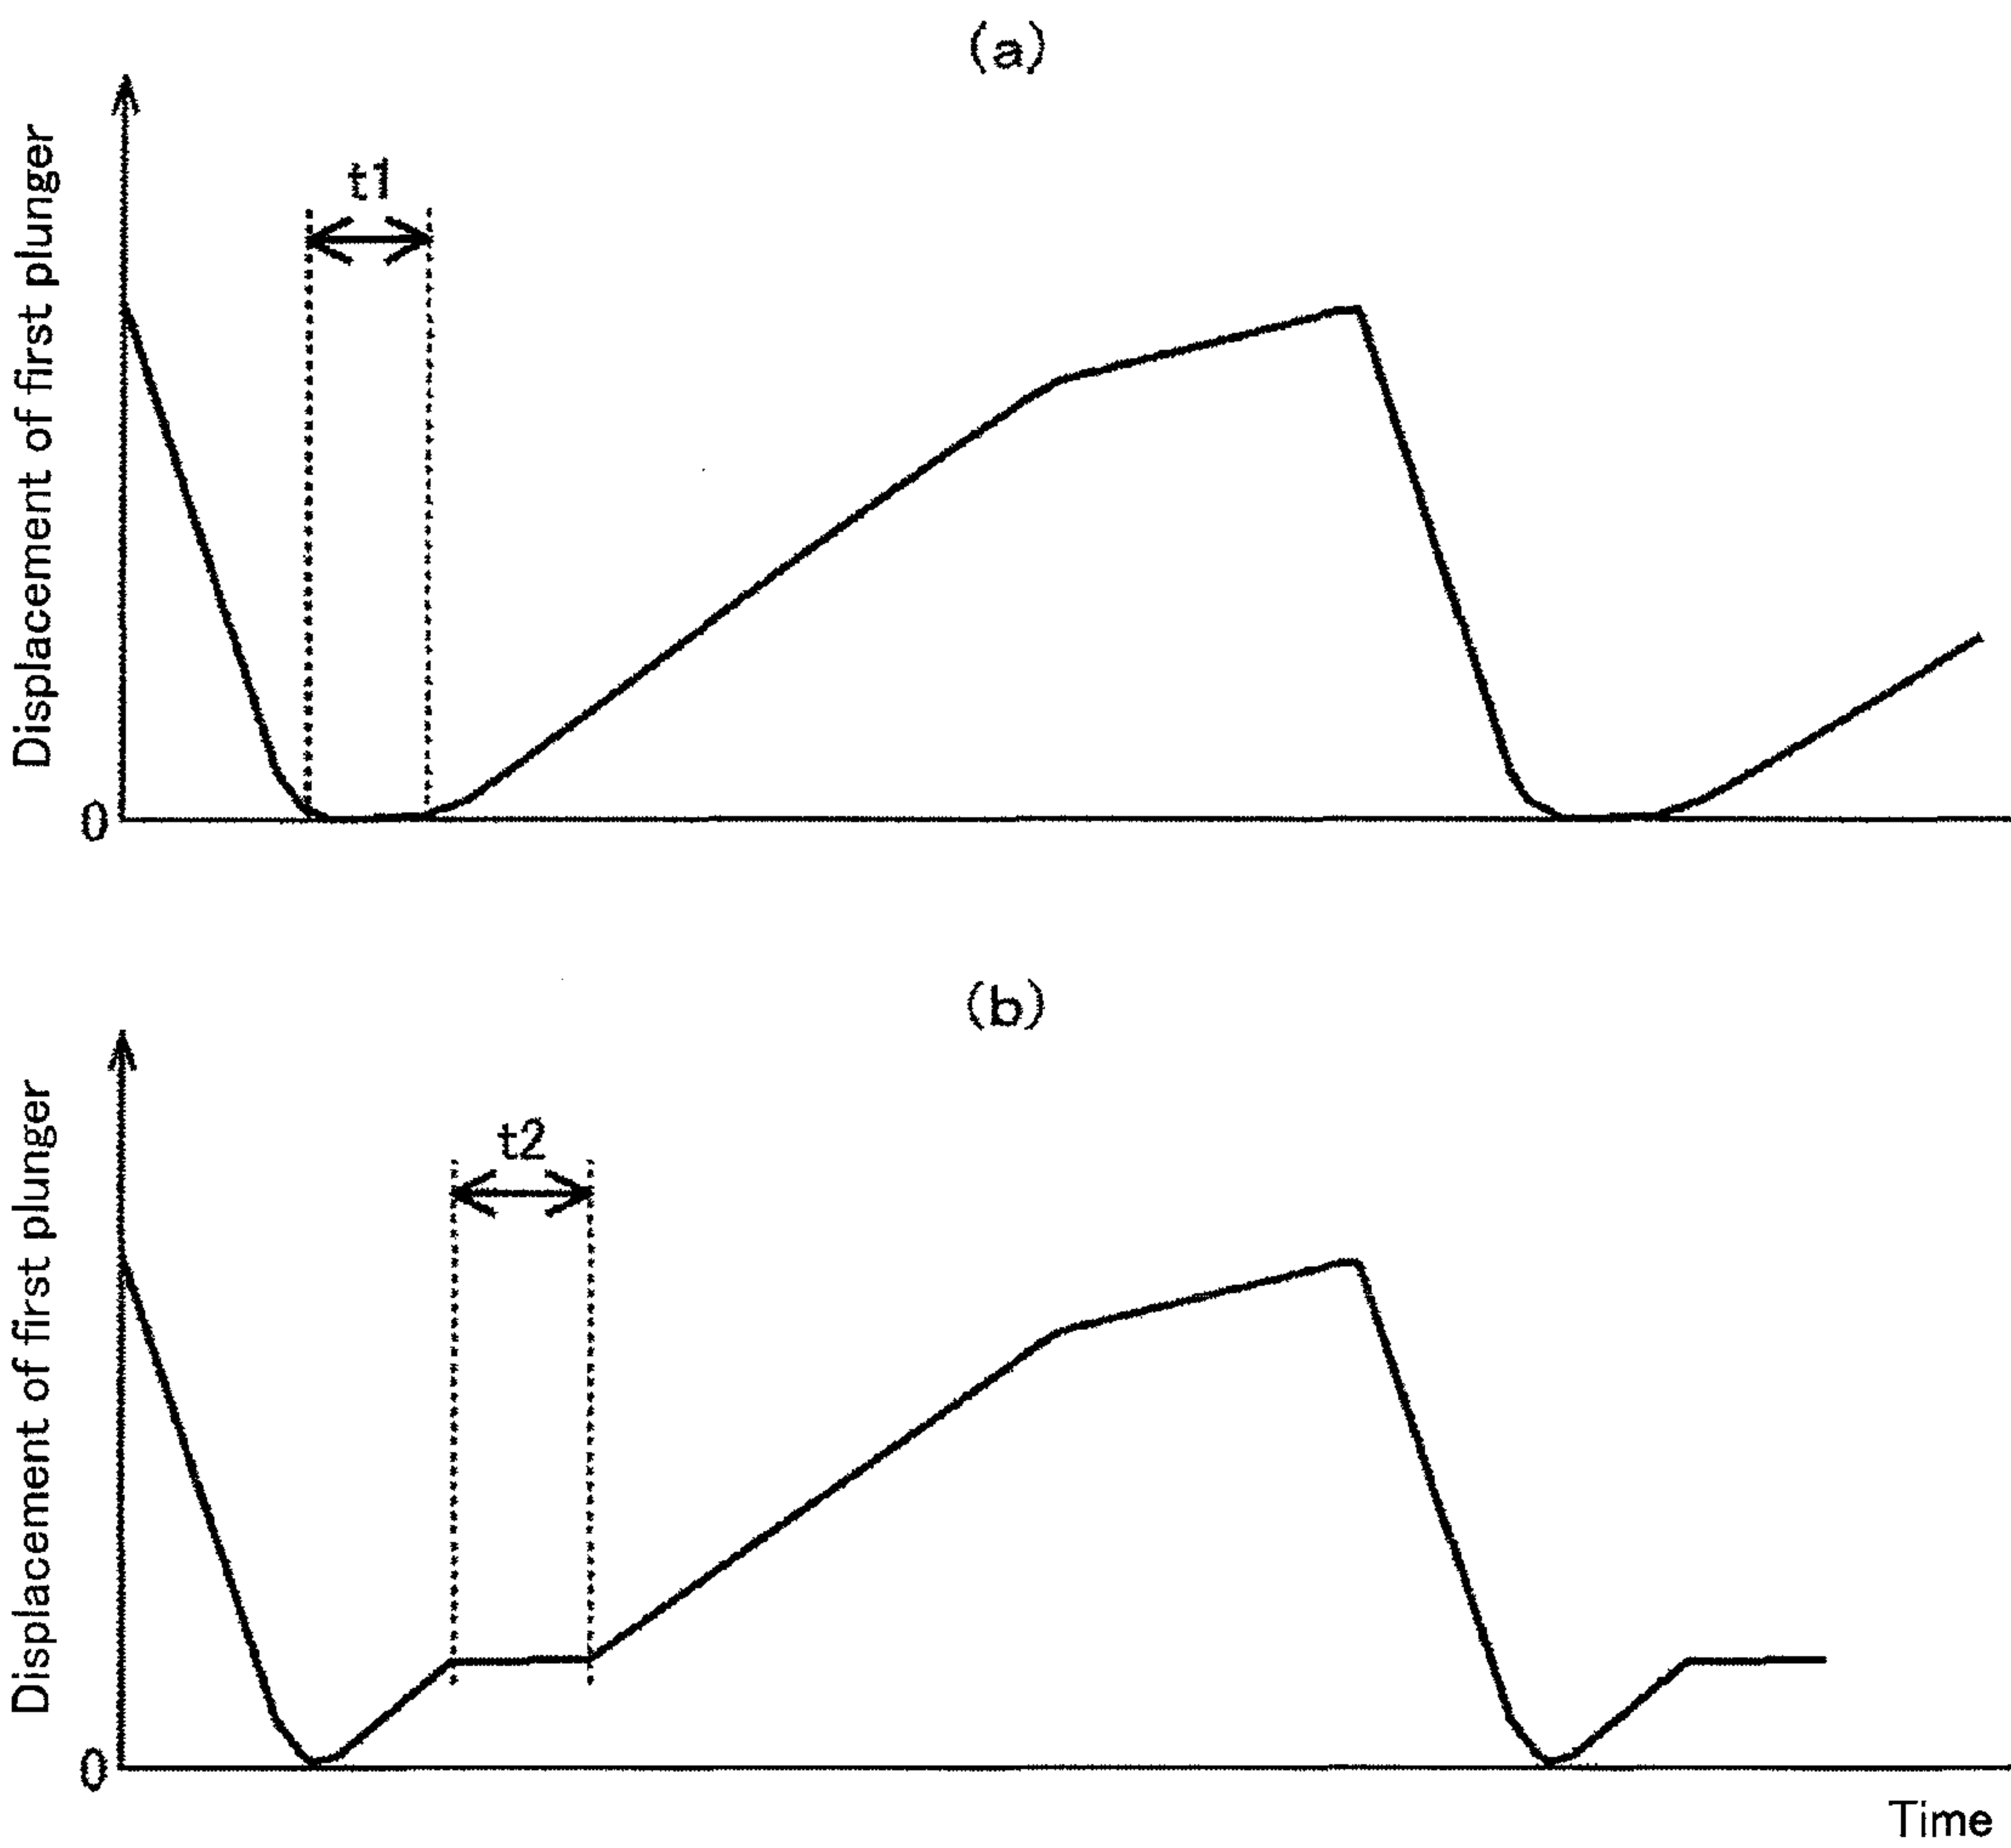 (a)
Displacement of first plunger
t1
0
(b)
Displacement of first plunger
t2
0
Time